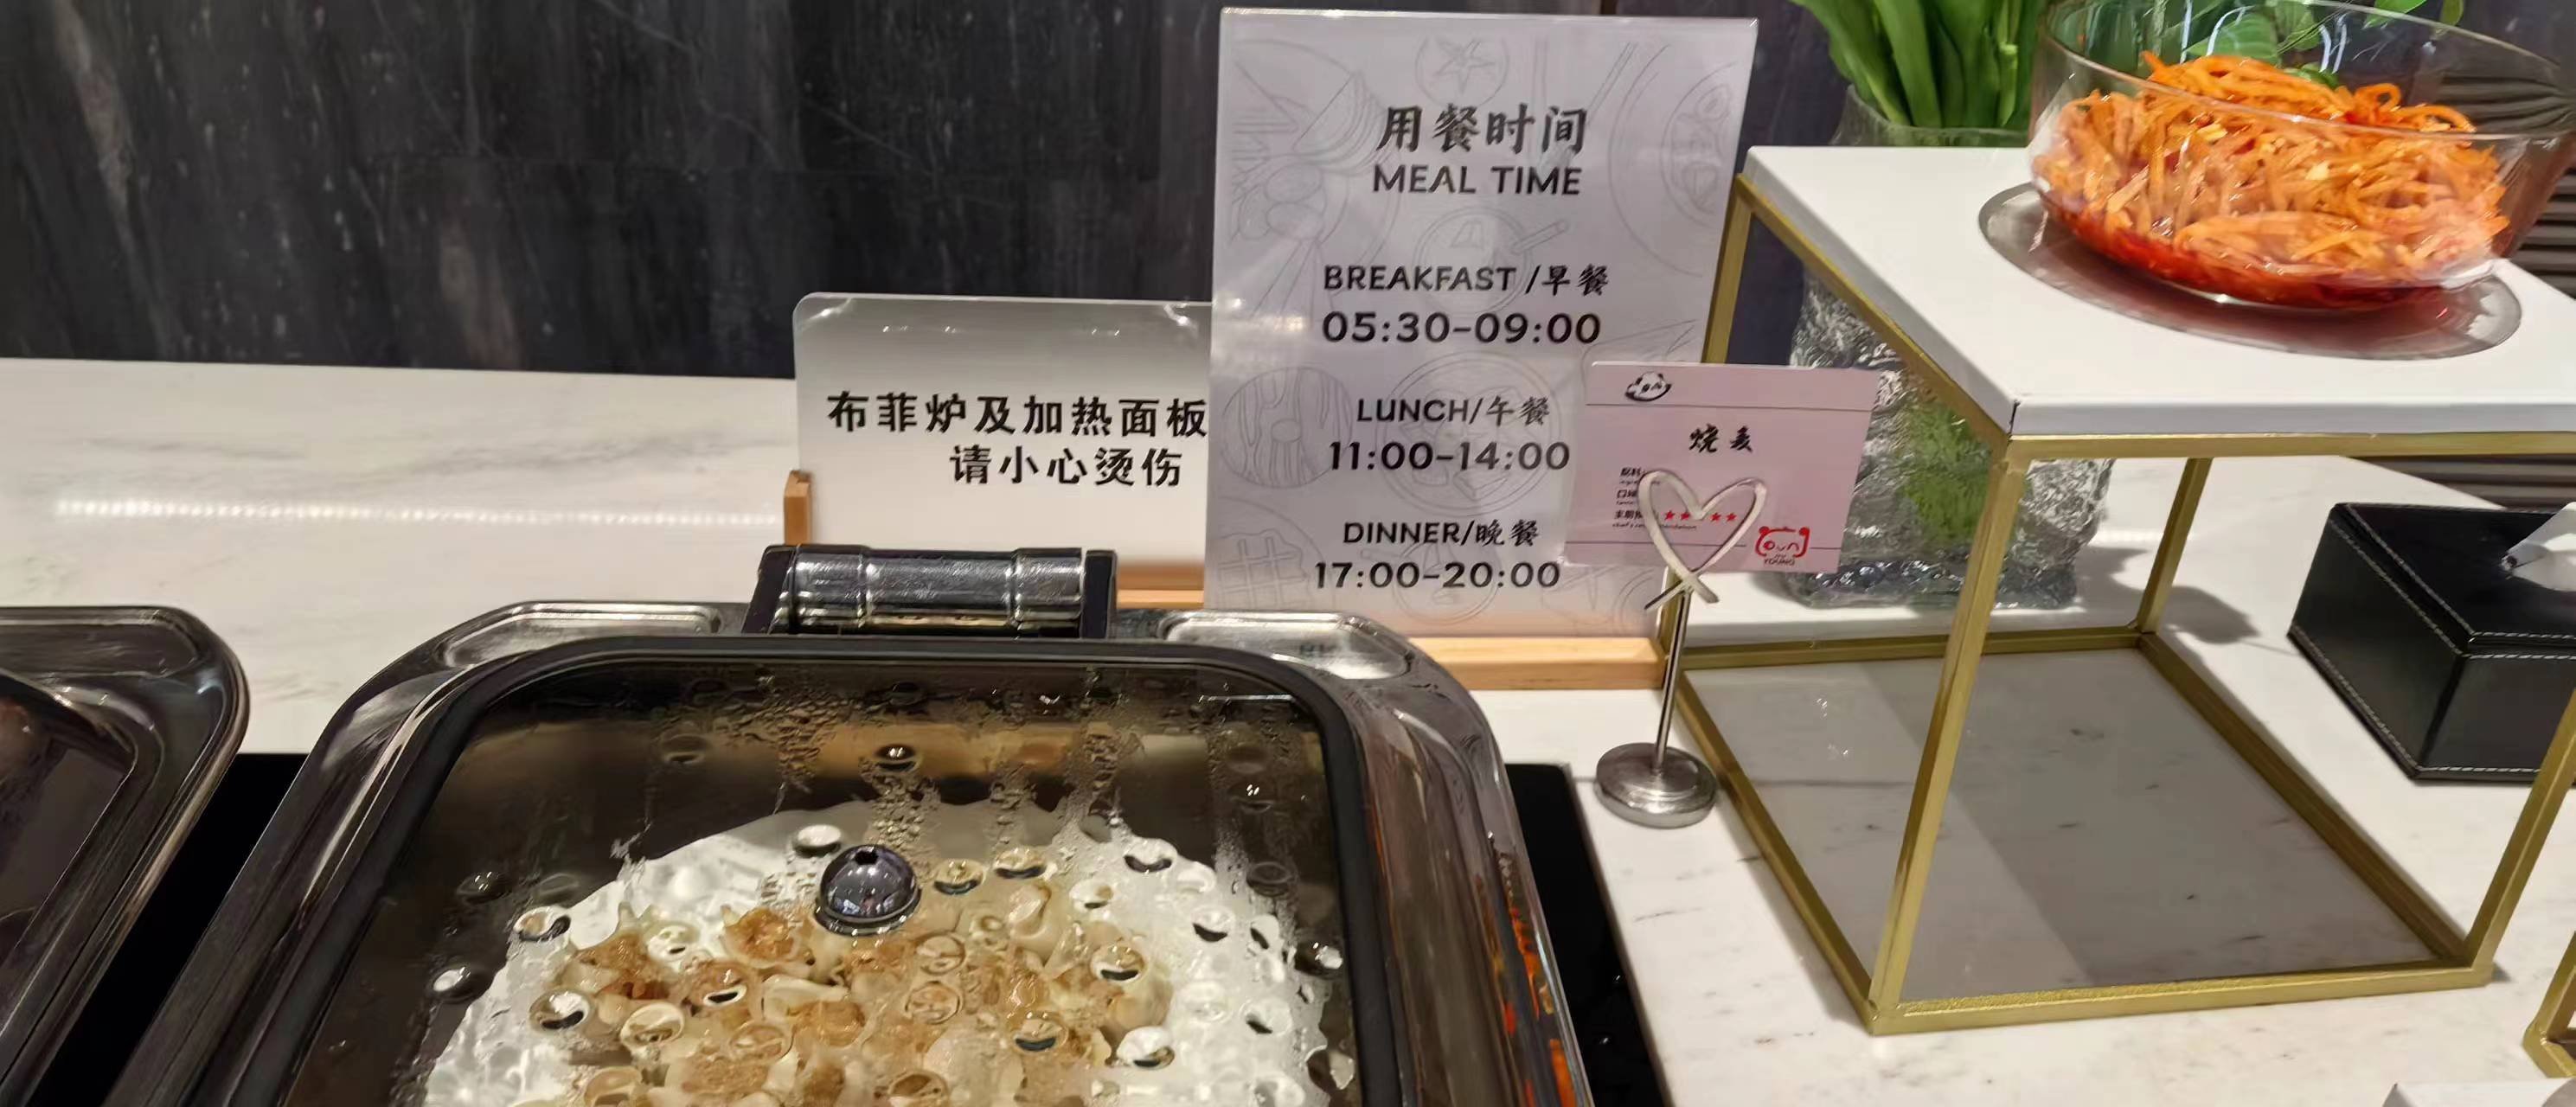 用餐时间
MEAL TIME
BREAKFAST /早餐
05:30-09:00
LUNCH/午餐
11:00-14:00
DINNER/晚餐
17:00-20:00
布菲炉及加热面板
请小心烫伤
烧麦
YOUNG